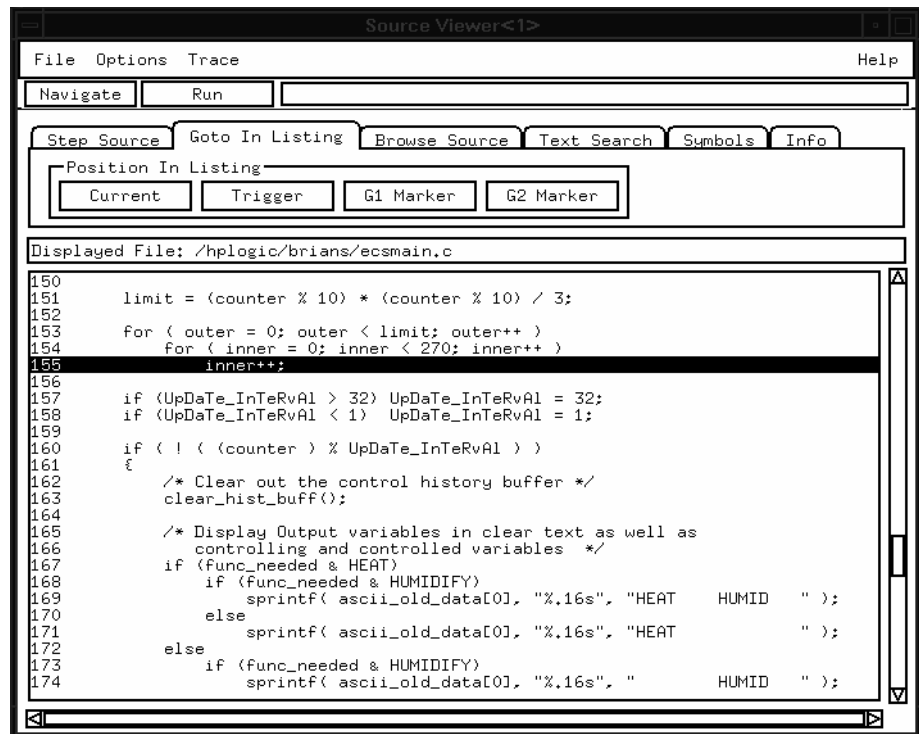 Source Viewer<1>
File Options Trace Help
Navigate Run
Step Source Goto In Listing Browse Source Text Search Symbols Info
Position In Listing
Current Trigger G1 Marker G2 Marker
Displayed File: /hplogic/brians/ecsmain.c
150
151 limit = (counter % 10) * (counter % 10) / 3;
152
153 for ( outer = 0; outer < limit; outer++ )
154 for ( inner = 0; inner < 270; inner++ )
155 inner++;
156
157 if (UpDaTe_InTeRvAl > 32) UpDaTe_InTeRvAl = 32;
158 if (UpDaTe_InTeRvAl < 1) UpDaTe_InTeRvAl = 1;
159
160 if ( ! ( (counter ) % UpDaTe_InTeRvAl ) )
161 {
162 /* Clear out the control history buffer */
163 clear_hist_buff();
164
165 /* Display Output variables in clear text as well as
166 controlling and controlled variables */
167 if (func_needed & HEAT)
168 if (func_needed & HUMIDIFY)
169 sprintf( ascii_old_data[0], "%.16s", "HEAT HUMID " );
170 else
171 sprintf( ascii_old_data[0], "%.16s", "HEAT " );
172 else
173 if (func_needed & HUMIDIFY)
174 sprintf( ascii_old_data[0], "%.16s", " HUMID " );